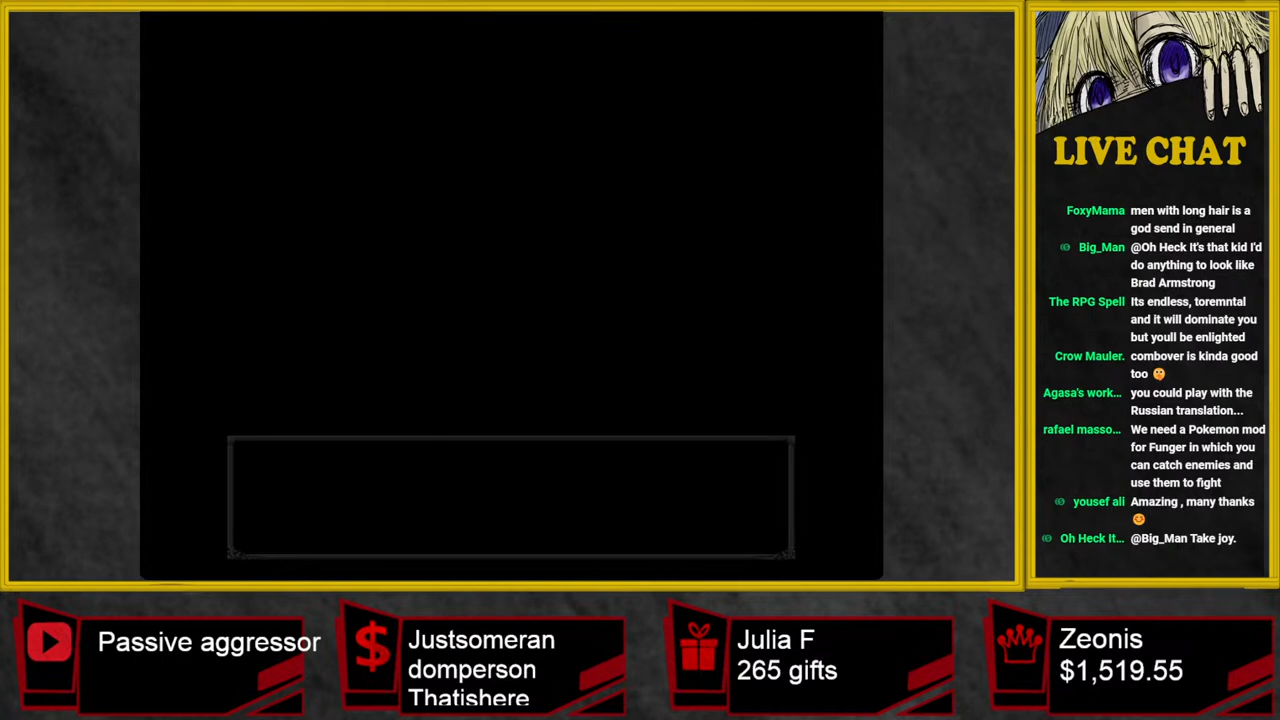 LIVE CHAT
FoxyMama men with long hair is a
god send in general
Big_Man @Oh Heck It's that kid I'd
do anything to look like
Brad Armstrong
The RPG Spell Its endless, toremntal
and it will dominate you
but youll be enlighted
Crow Mauler. combover is kinda good
too
Agasa's work... you could play with the
Russian translation...
rafael masso... We need a Pokemon mod
for Funger in which you
can catch enemies and
use them to fight
yousef ali Amazing , many thanks
Oh Heck It... @Big_Man Take joy.
Passive aggressor
Justsomeran
domperson
Thatishere
Julia F
265 gifts
Zeonis
$1,519.55